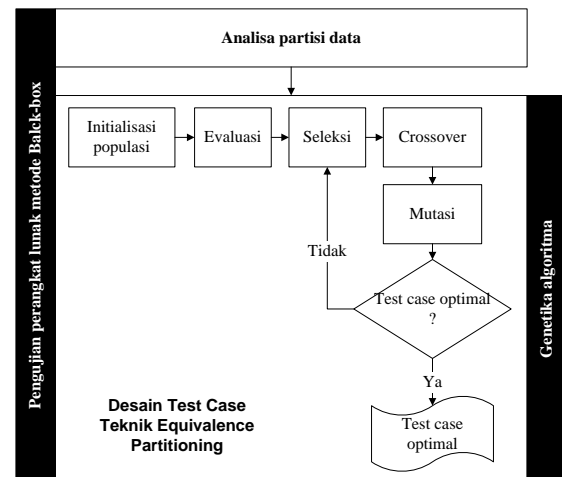 Analisa partisi data
Pengujian perangkat lunak metode Balck-box
Initialisasi
populasi
Evaluasi
Seleksi
Crossover
Mutasi
Tidak
Test case optimal
?
Ya
Test case
optimal
Desain Test Case
Teknik Equivalence
Partitioning
Genetika algoritma